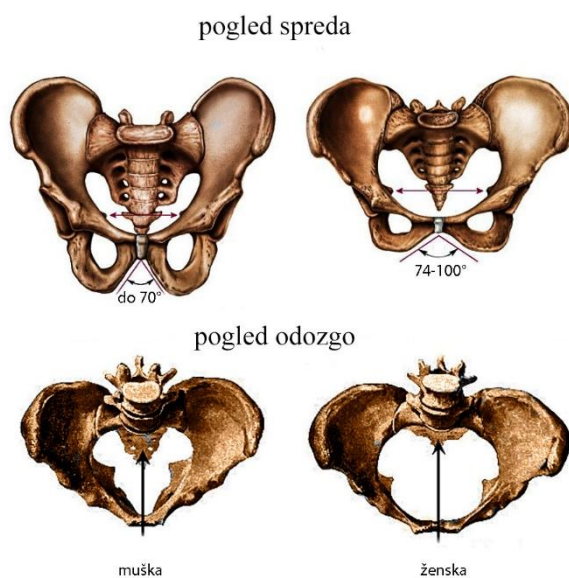 pogled spreda
do 70°
74-100°
pogled odozgo
muška
ženska